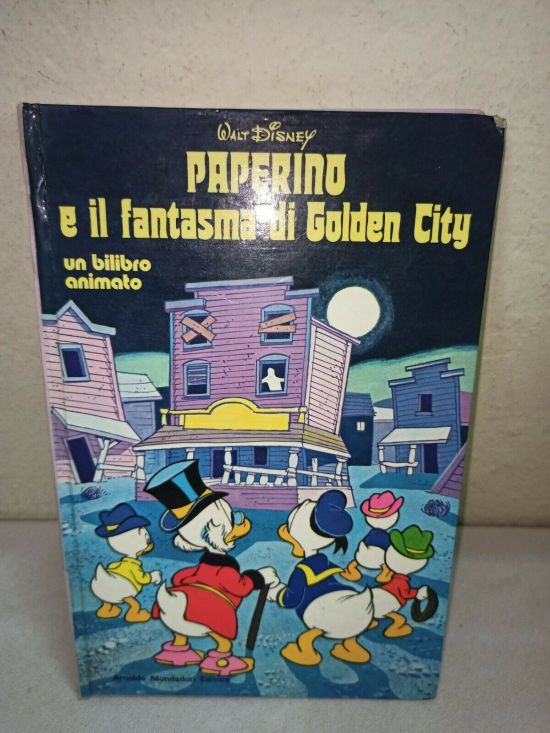 WALT DISNEY
PAPERINO
e il fantasma di Golden City
un bilibro
animato
Arnoldo Mondadori Editore